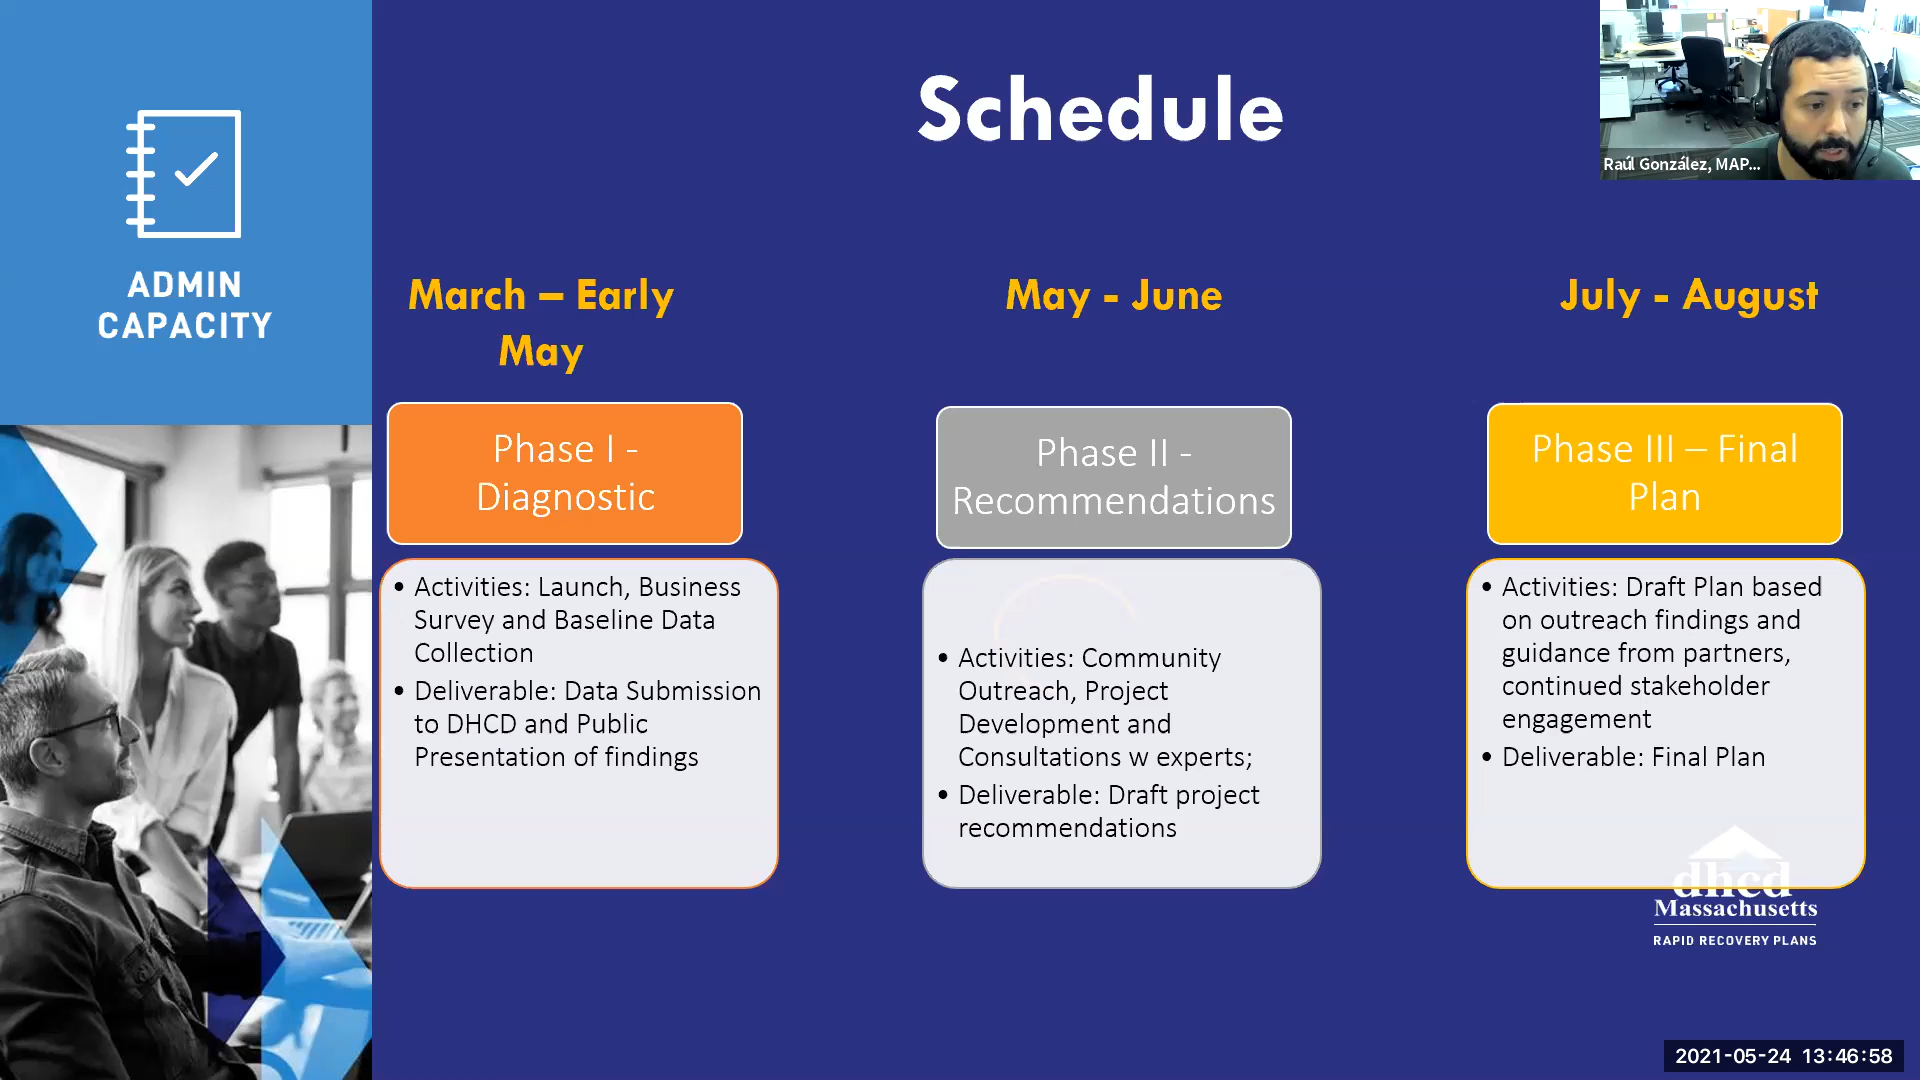 Schedule
Raúl González, MAP...
ADMIN
CAPACITY
March – Early
May
Phase I -
Diagnostic
• Activities: Launch, Business
Survey and Baseline Data
Collection
• Deliverable: Data Submission
to DHCD and Public
Presentation of findings
May - June
Phase II -
Recommendations
• Activities: Community
Outreach, Project
Development and
Consultations w experts;
• Deliverable: Draft project
recommendations
July - August
Phase III – Final
Plan
• Activities: Draft Plan based
on outreach findings and
guidance from partners,
continued stakeholder
engagement
• Deliverable: Final Plan
dhcd
Massachusetts
RAPID RECOVERY PLANS
2021-05-24 13:46:58